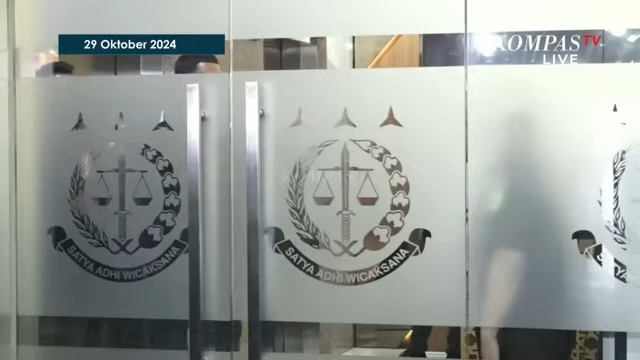 29 Oktober 2024
KOMPAS TV
LIVE
SATYA ADHI WICAKSANA
SATYA ADHI WICAKSANA